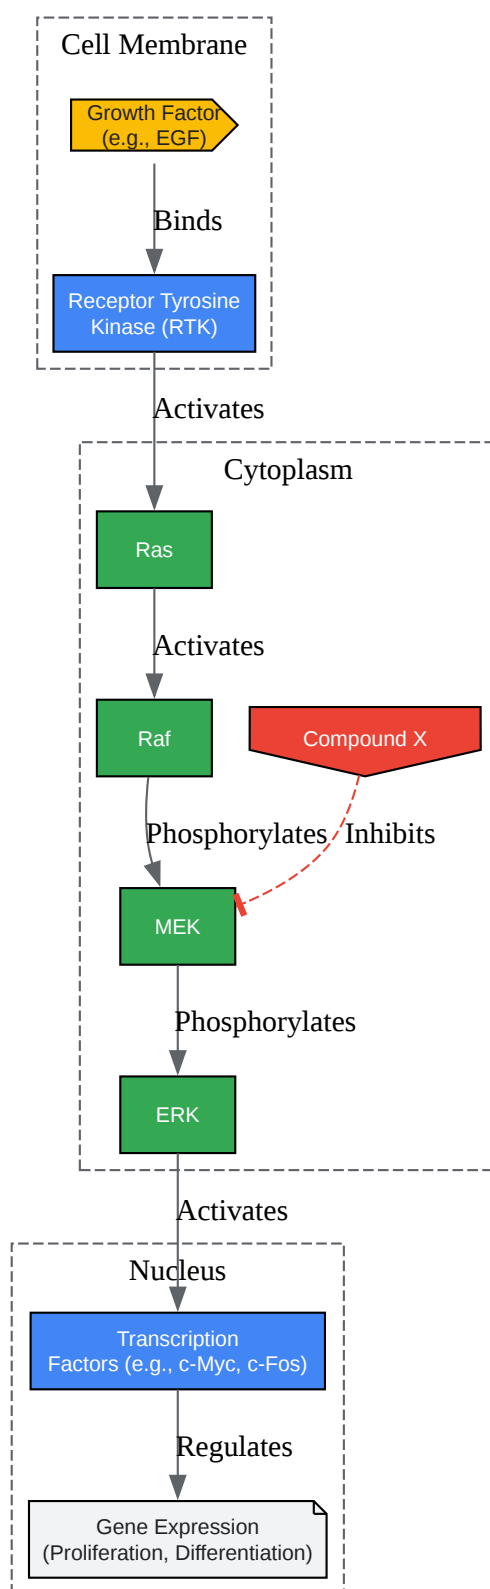 Cell Membrane
Growth Factor
(e.g., EGF)
Binds
Receptor Tyrosine
Kinase (RTK)
Activates
Cytoplasm
Ras
Activates
Raf
Compound X
Phosphorylates
Inhibits
MEK
Phosphorylates
ERK
Activates
Nucleus
Transcription
Factors (e.g., c-Myc, c-Fos)
Regulates
Gene Expression
(Proliferation, Differentiation)